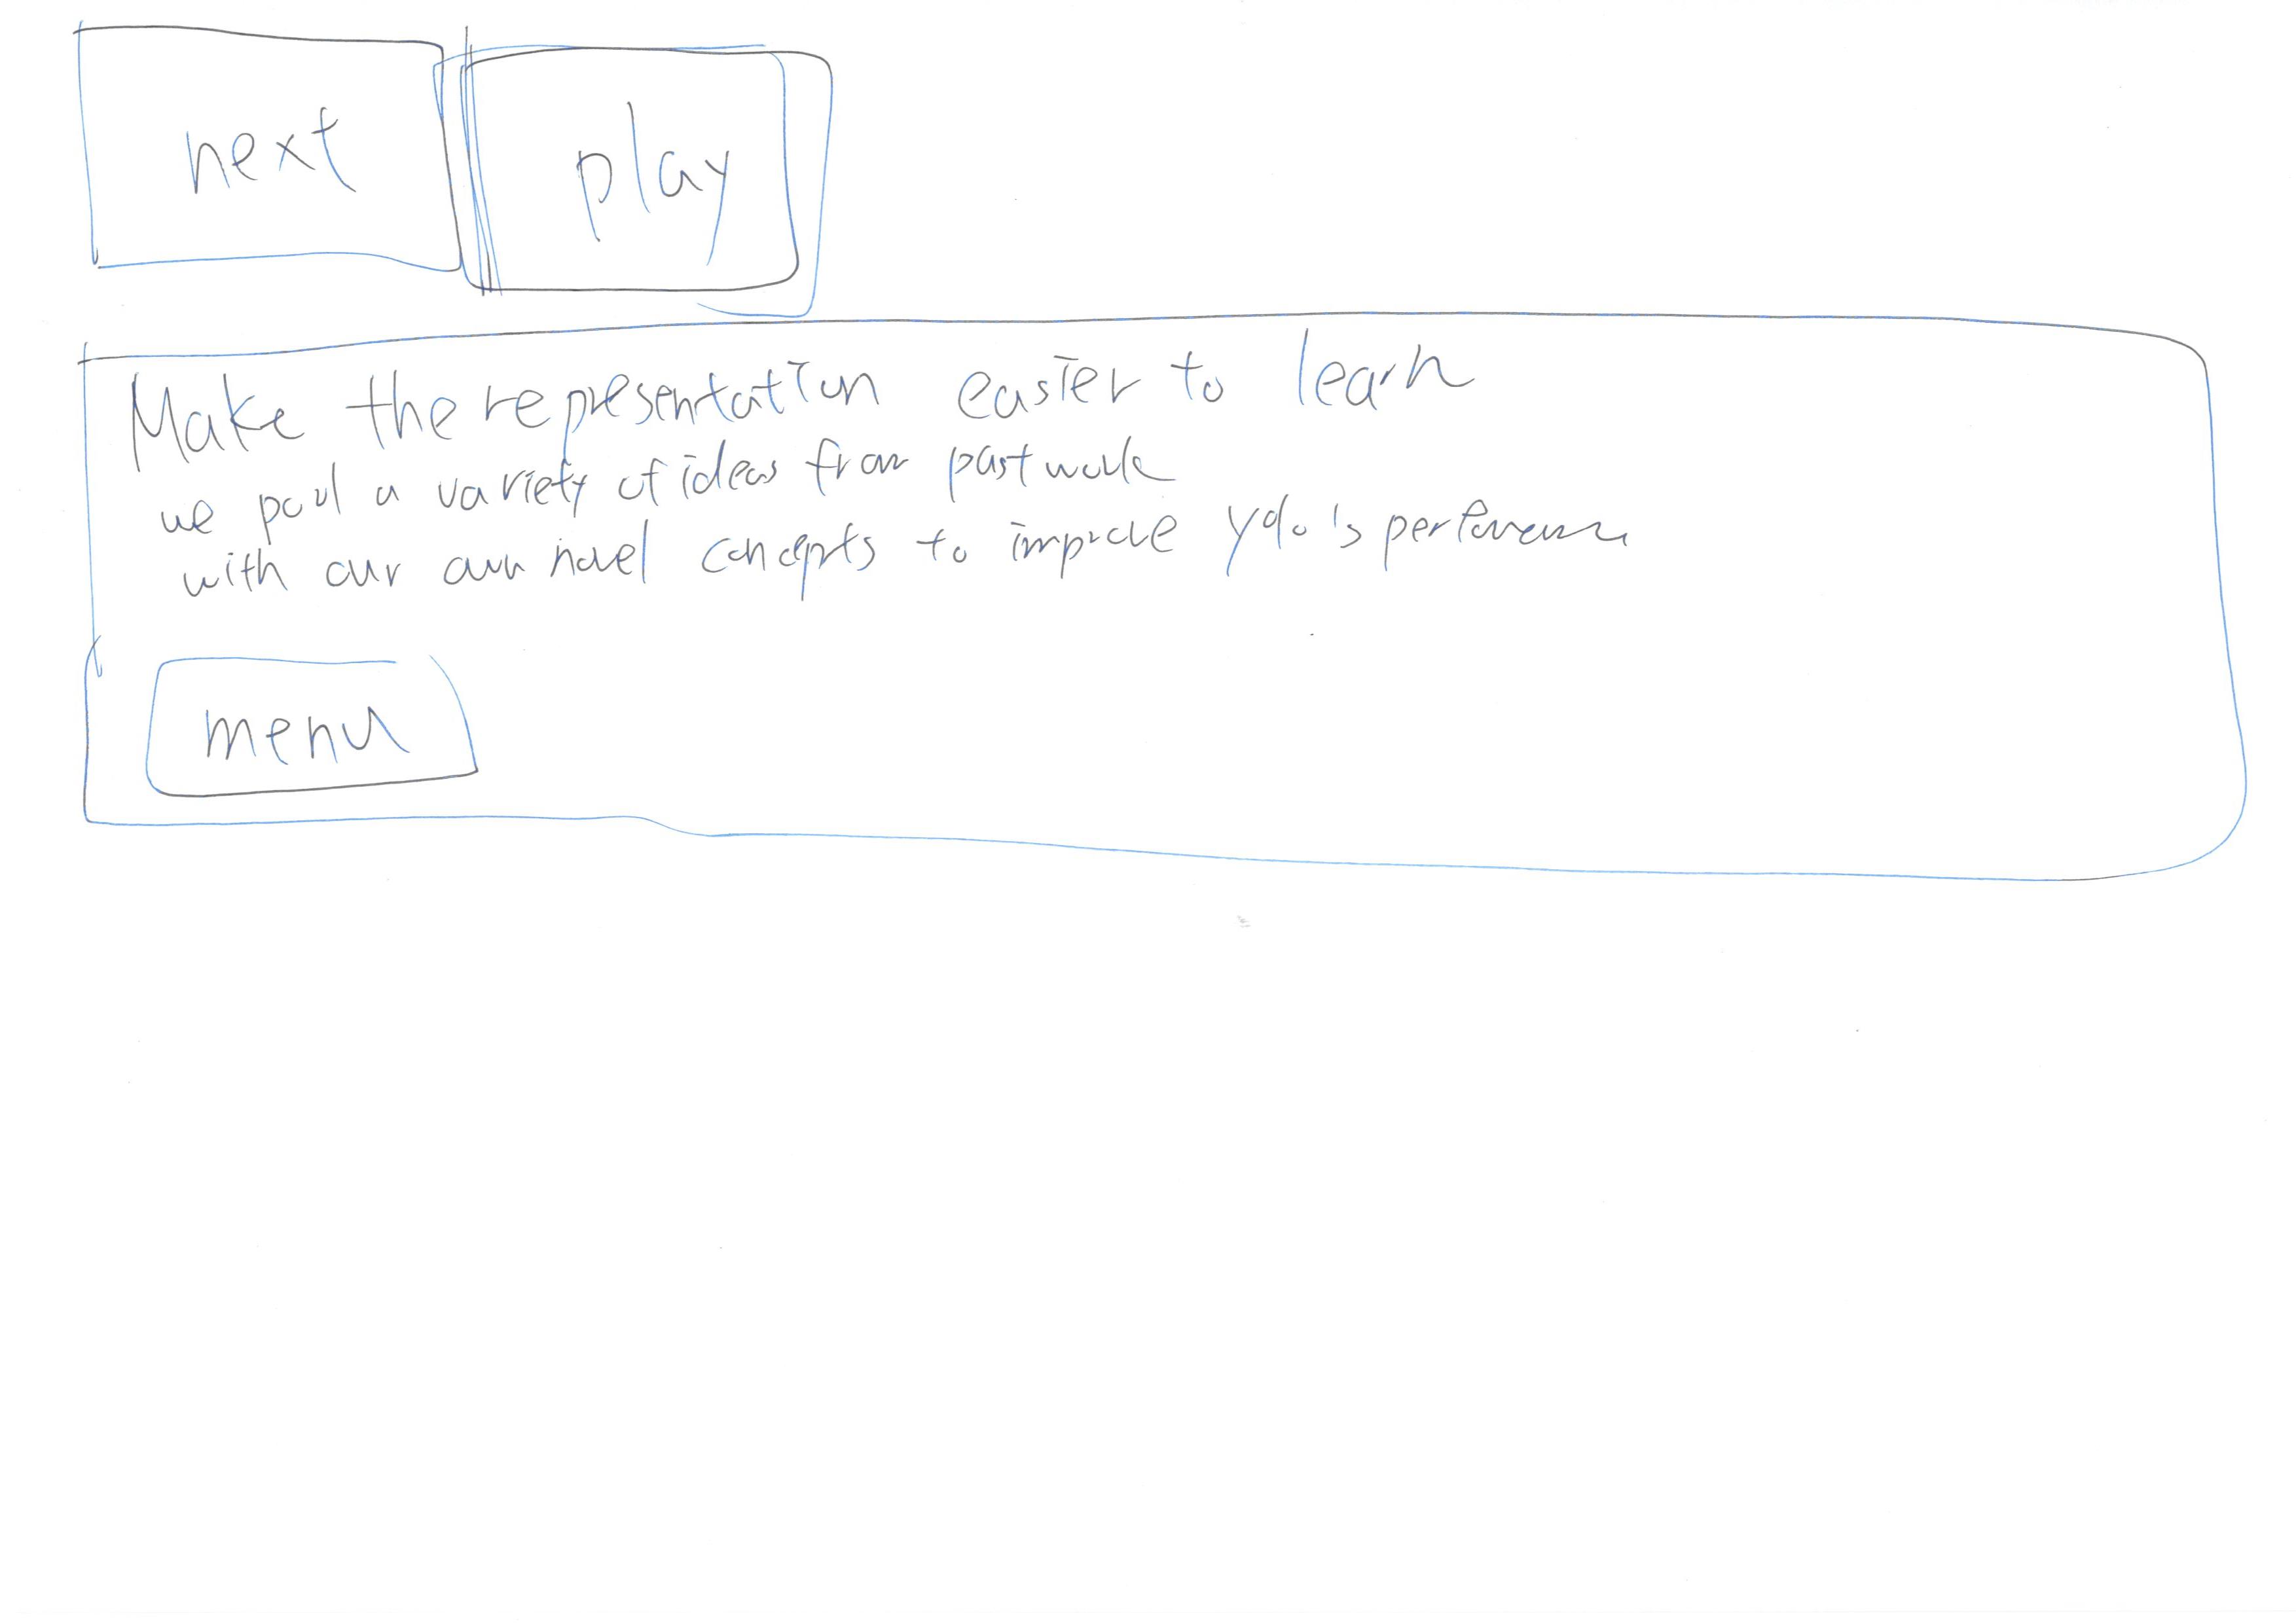 next
play
Make the representation easier to learn
we pool a variety of ideas from past work
with our own novel concepts to improve Yolo's performance
menu